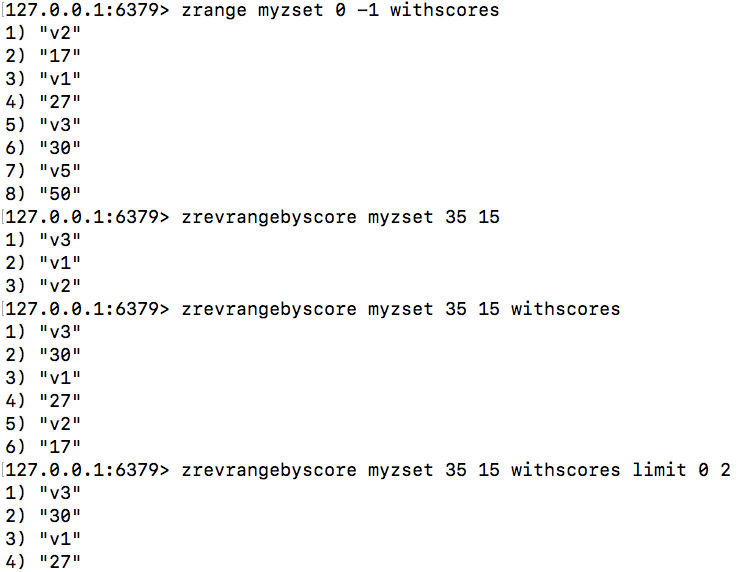 [127.0.0.1:6379> zrange myzset 0 -1 withscores
1) "v2"
2) "17"
3) "v1"
4) "27"
5) "v3"
6) "30"
7) "v5"
8) "50"
[127.0.0.1:6379> zrevrangebyscore myzset 35 15
1) "v3"
2) "v1"
3) "v2"
[127.0.0.1:6379> zrevrangebyscore myzset 35 15 withscores
1) "v3"
2) "30"
3) "v1"
4) "27"
5) "v2"
6) "17"
[127.0.0.1:6379> zrevrangebyscore myzset 35 15 withscores limit 0 2
1) "v3"
2) "30"
3) "v1"
4) "27"